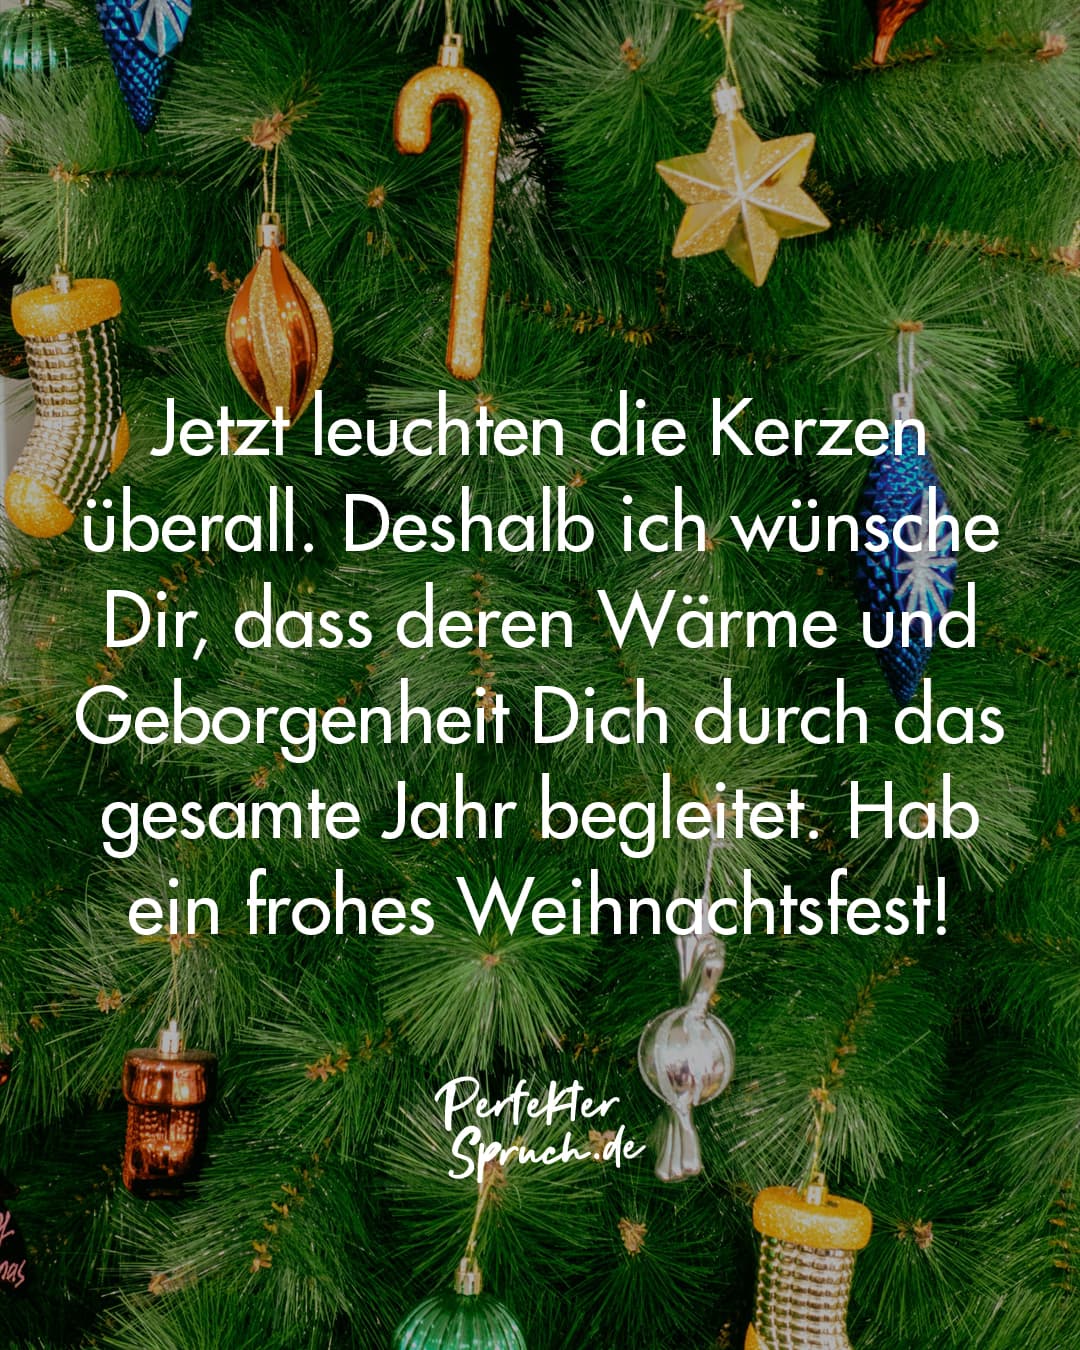 Jetzt leuchten die Kerzen
überall. Deshalb ich wünsche
Dir, dass deren Wärme und
Geborgenheit Dich durch das
gesamte Jahr begleitet. Hab
ein frohes Weihnachtsfest!
Perfekter
Spruch.de